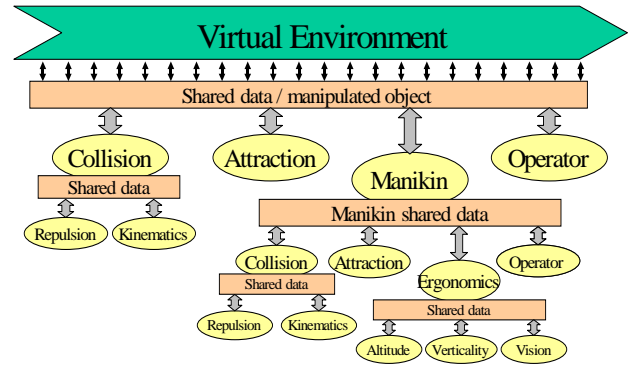 Virtual Environment
Shared data / manipulated object
Collision
Attraction
Manikin
Operator
Shared data
Repulsion
Kinematics
Manikin shared data
Collision
Attraction
Ergonomics
Operator
Shared data
Repulsion
Kinematics
Shared data
Altitude
Verticality
Vision